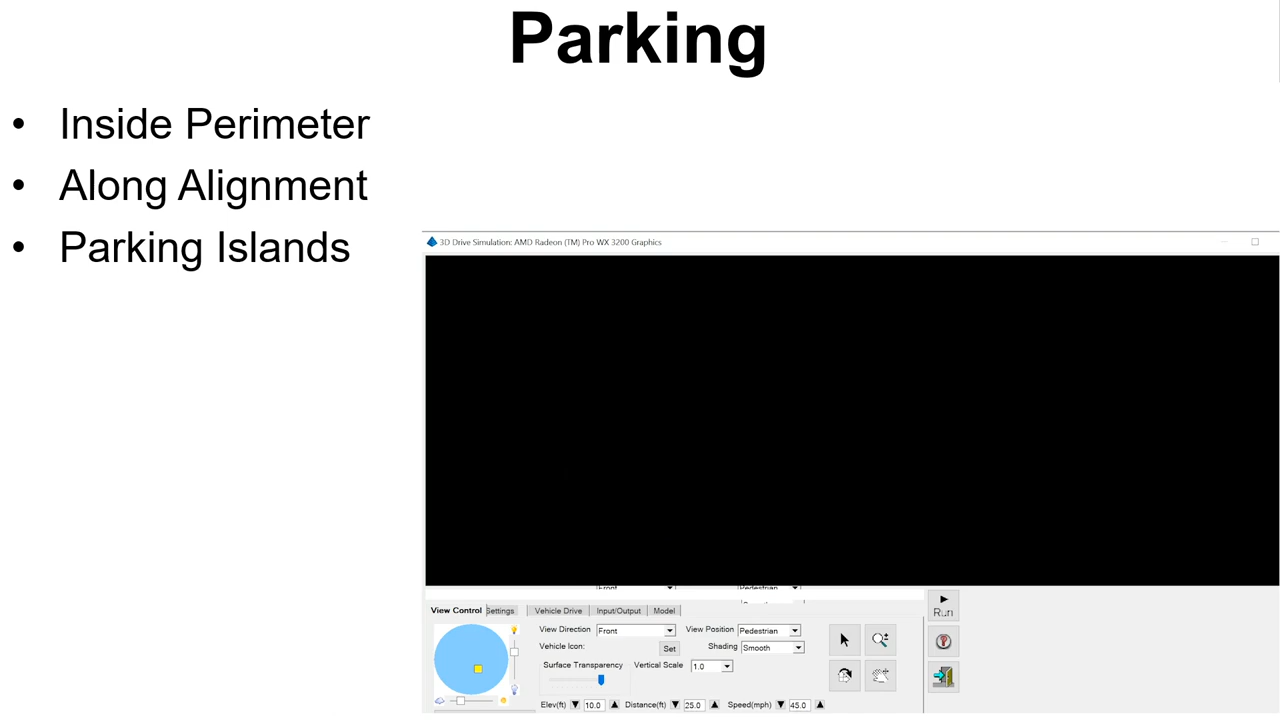 Parking
• Inside Perimeter
• Along Alignment
• Parking Islands
3D Drive Simulation: AMD Radeon (TM) Pro WX 3200 Graphics
Front Pedestrian
View Control Settings Vehicle Drive Input/Output Model
Run
View Direction Front View Position Pedestrian
Vehicle Icon: Set Shading Smooth
Surface Transparency Vertical Scale 1.0
Elev(ft) 10.0 Distance(ft) 25.0 Speed(mph) 45.0